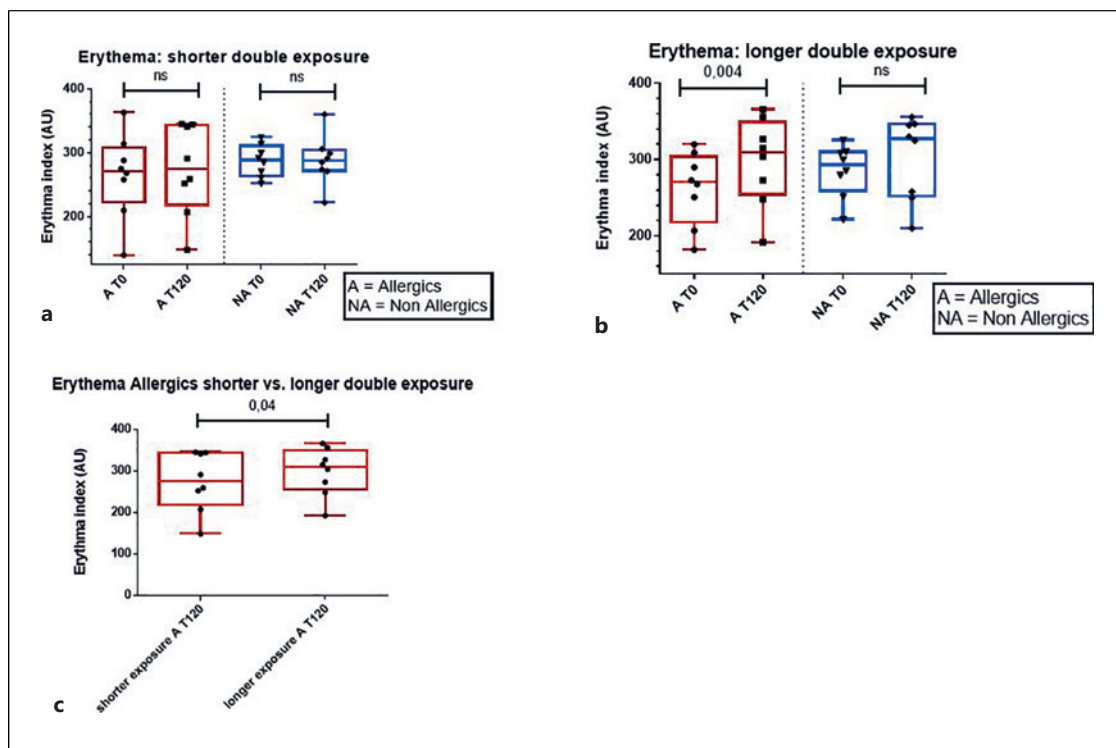 Erythema: shorter double exposure
ns
ns
400
300
200
Erythema index (AU)
A T0
A T120
NA T0
NA T120
A = Allergics
NA = Non Allergics
a
Erythema: longer double exposure
0,004
ns
400
300
200
Erythma index (AU)
A T0
A T120
NA T0
NA T120
A = Allergics
NA = Non Allergics
b
Erythema Allergics shorter vs. longer double exposure
0,04
400
300
200
100
0
Erythema index (AU)
shorter exposure A T120
longer exposure A T120
c